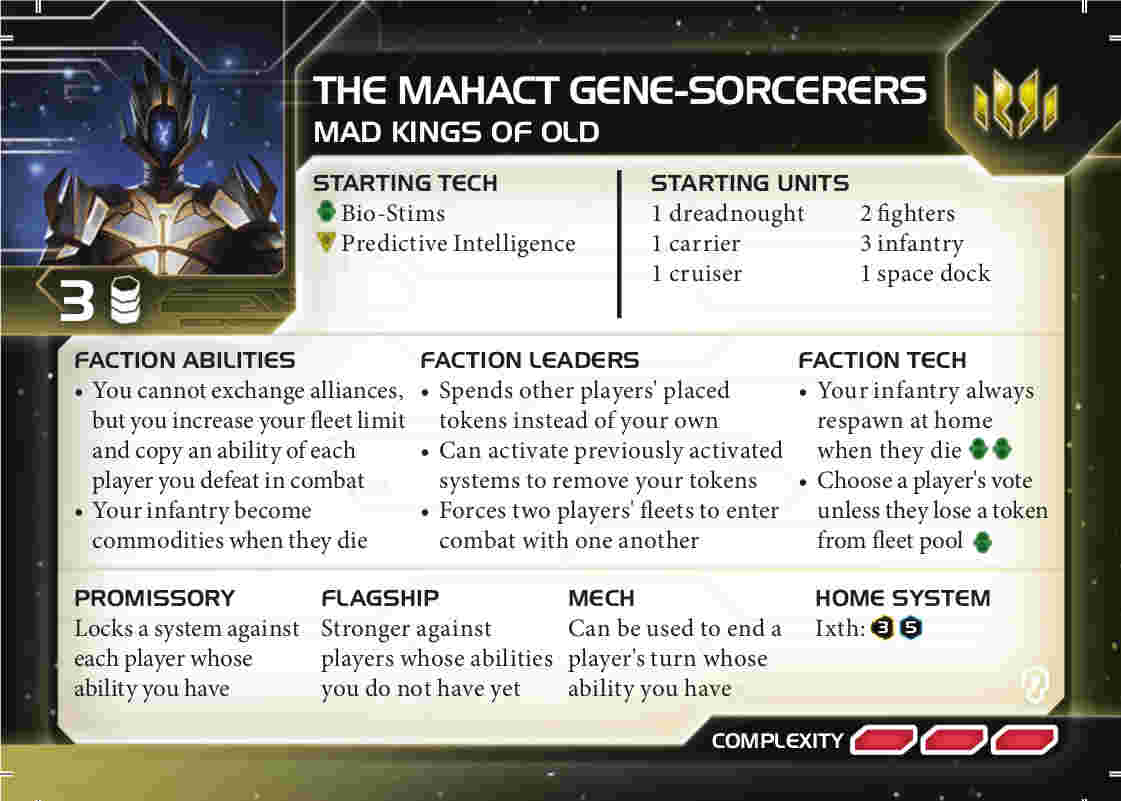 THE MAHACT GENE-SORCERERS
MAD KINGS OF OLD
3
STARTING TECH
Bio-Stims
Predictive Intelligence
STARTING UNITS
1 dreadnought
1 carrier
1 cruiser
2 fighters
3 infantry
1 space dock
FACTION ABILITIES
• You cannot exchange alliances,
but you increase your fleet limit
and copy an ability of each
player you defeat in combat
• Your infantry become
commodities when they die
FACTION LEADERS
• Spends other players' placed
tokens instead of your own
• Can activate previously activated
systems to remove your tokens
• Forces two players' fleets to enter
combat with one another
FACTION TECH
• Your infantry always
respawn at home
when they die
• Choose a player's vote
unless they lose a token
from fleet pool
PROMISSORY
Locks a system against
each player whose
ability you have
FLAGSHIP
Stronger against
players whose abilities
you do not have yet
MECH
Can be used to end a
player's turn whose
ability you have
HOME SYSTEM
Ixth: 3 5
COMPLEXITY